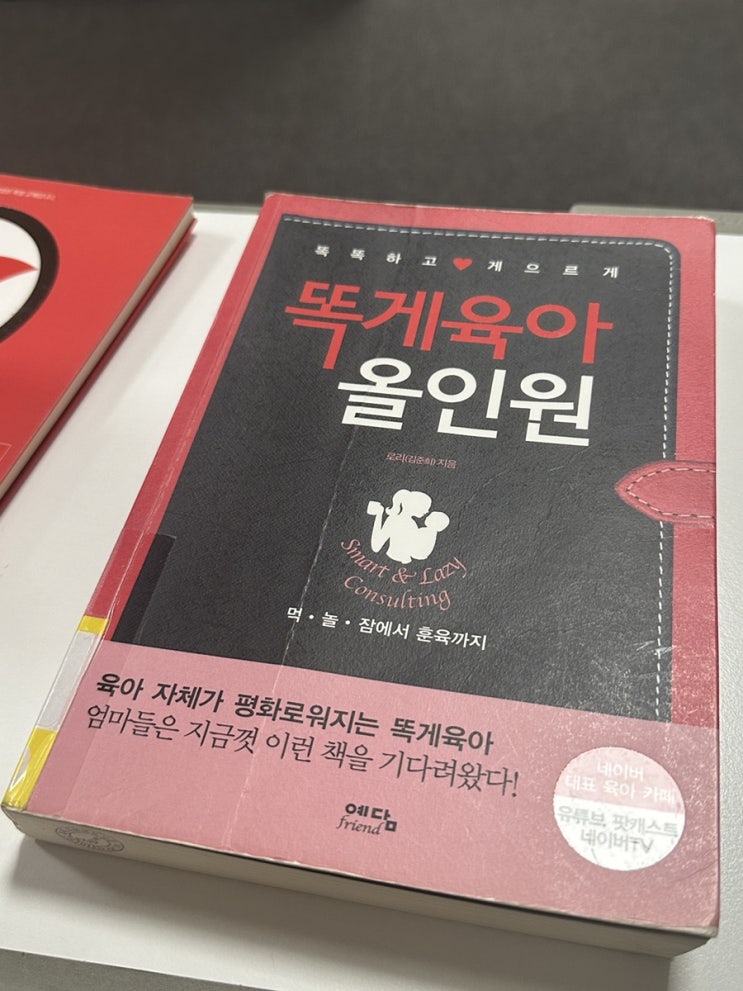 똑똑하고 ♥ 게으르게
똑게육아
올인원
로리(김준희) 지음
Smart & Lazy
Consulting
먹·놀·잠에서 훈육까지
육아 자체가 평화로워지는 똑게육아
엄마들은 지금껏 이런 책을 기다려왔다!
예담
friend
네이버
대표 육아 카페
유튜브, 팟캐스트
네이버TV